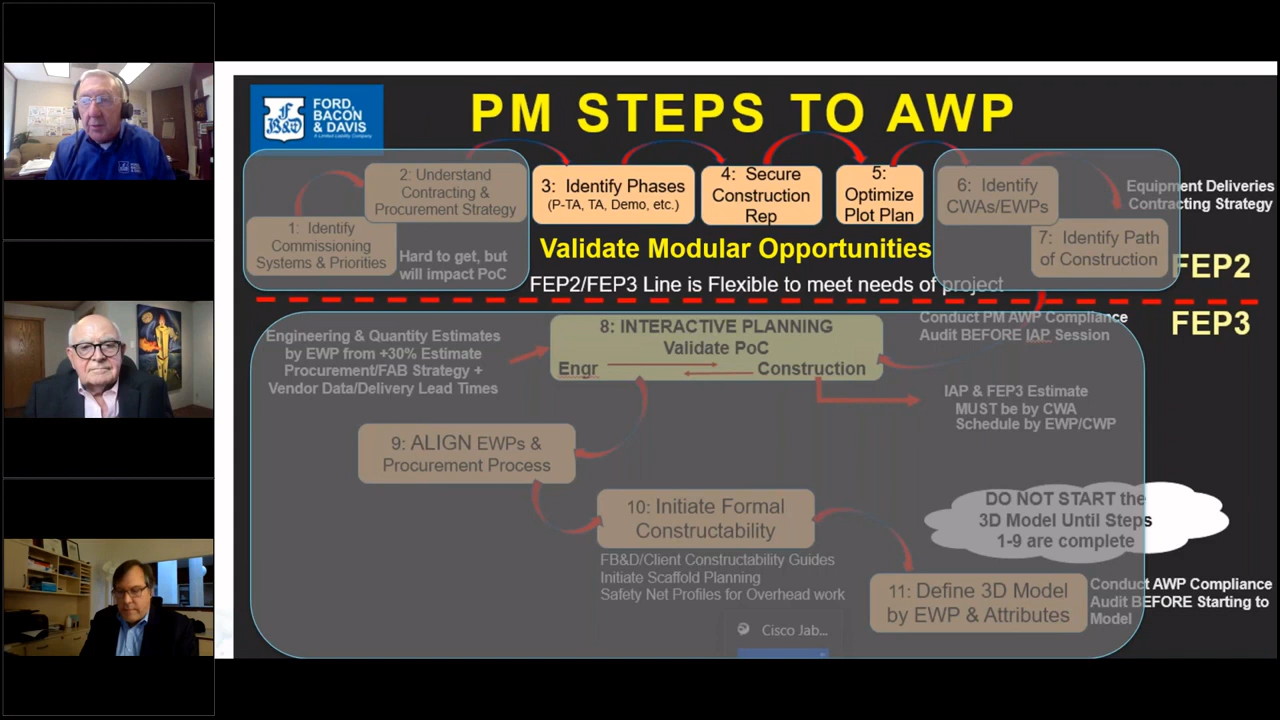 FORD,
BACON
& DAVIS
A Limited Liability Company
PM STEPS TO AWP
1: Identify
Commissioning
Systems & Priorities
2: Understand
Contracting &
Procurement Strategy
Hard to get, but
will impact PoC
3: Identify Phases
(P-TA, TA, Demo, etc.)
4: Secure
Construction
Rep
5:
Optimize
Plot Plan
6: Identify
CWAs/EWPs
7: Identify Path
of Construction
Equipment Deliveries
Contracting Strategy
Validate Modular Opportunities
FEP2
FEP2/FEP3 Line is Flexible to meet needs of project
FEP3
Engineering & Quantity Estimates
by EWP from +30% Estimate
Procurement/FAB Strategy +
Vendor Data/Delivery Lead Times
8: INTERACTIVE PLANNING
Validate PoC
Engr
Construction
Conduct PM AWP Compliance
Audit BEFORE IAP Session
IAP & FEP3 Estimate
MUST be by CWA
Schedule by EWP/CWP
9: ALIGN EWPs &
Procurement Process
10: Initiate Formal
Constructability
FB&D/Client Constructability Guides
Initiate Scaffold Planning
Safety Net Profiles for Overhead work
DO NOT START the
3D Model Until Steps
1-9 are complete
11: Define 3D Model
by EWP & Attributes
Conduct AWP Compliance
Audit BEFORE Starting to
Model
Cisco Jab...